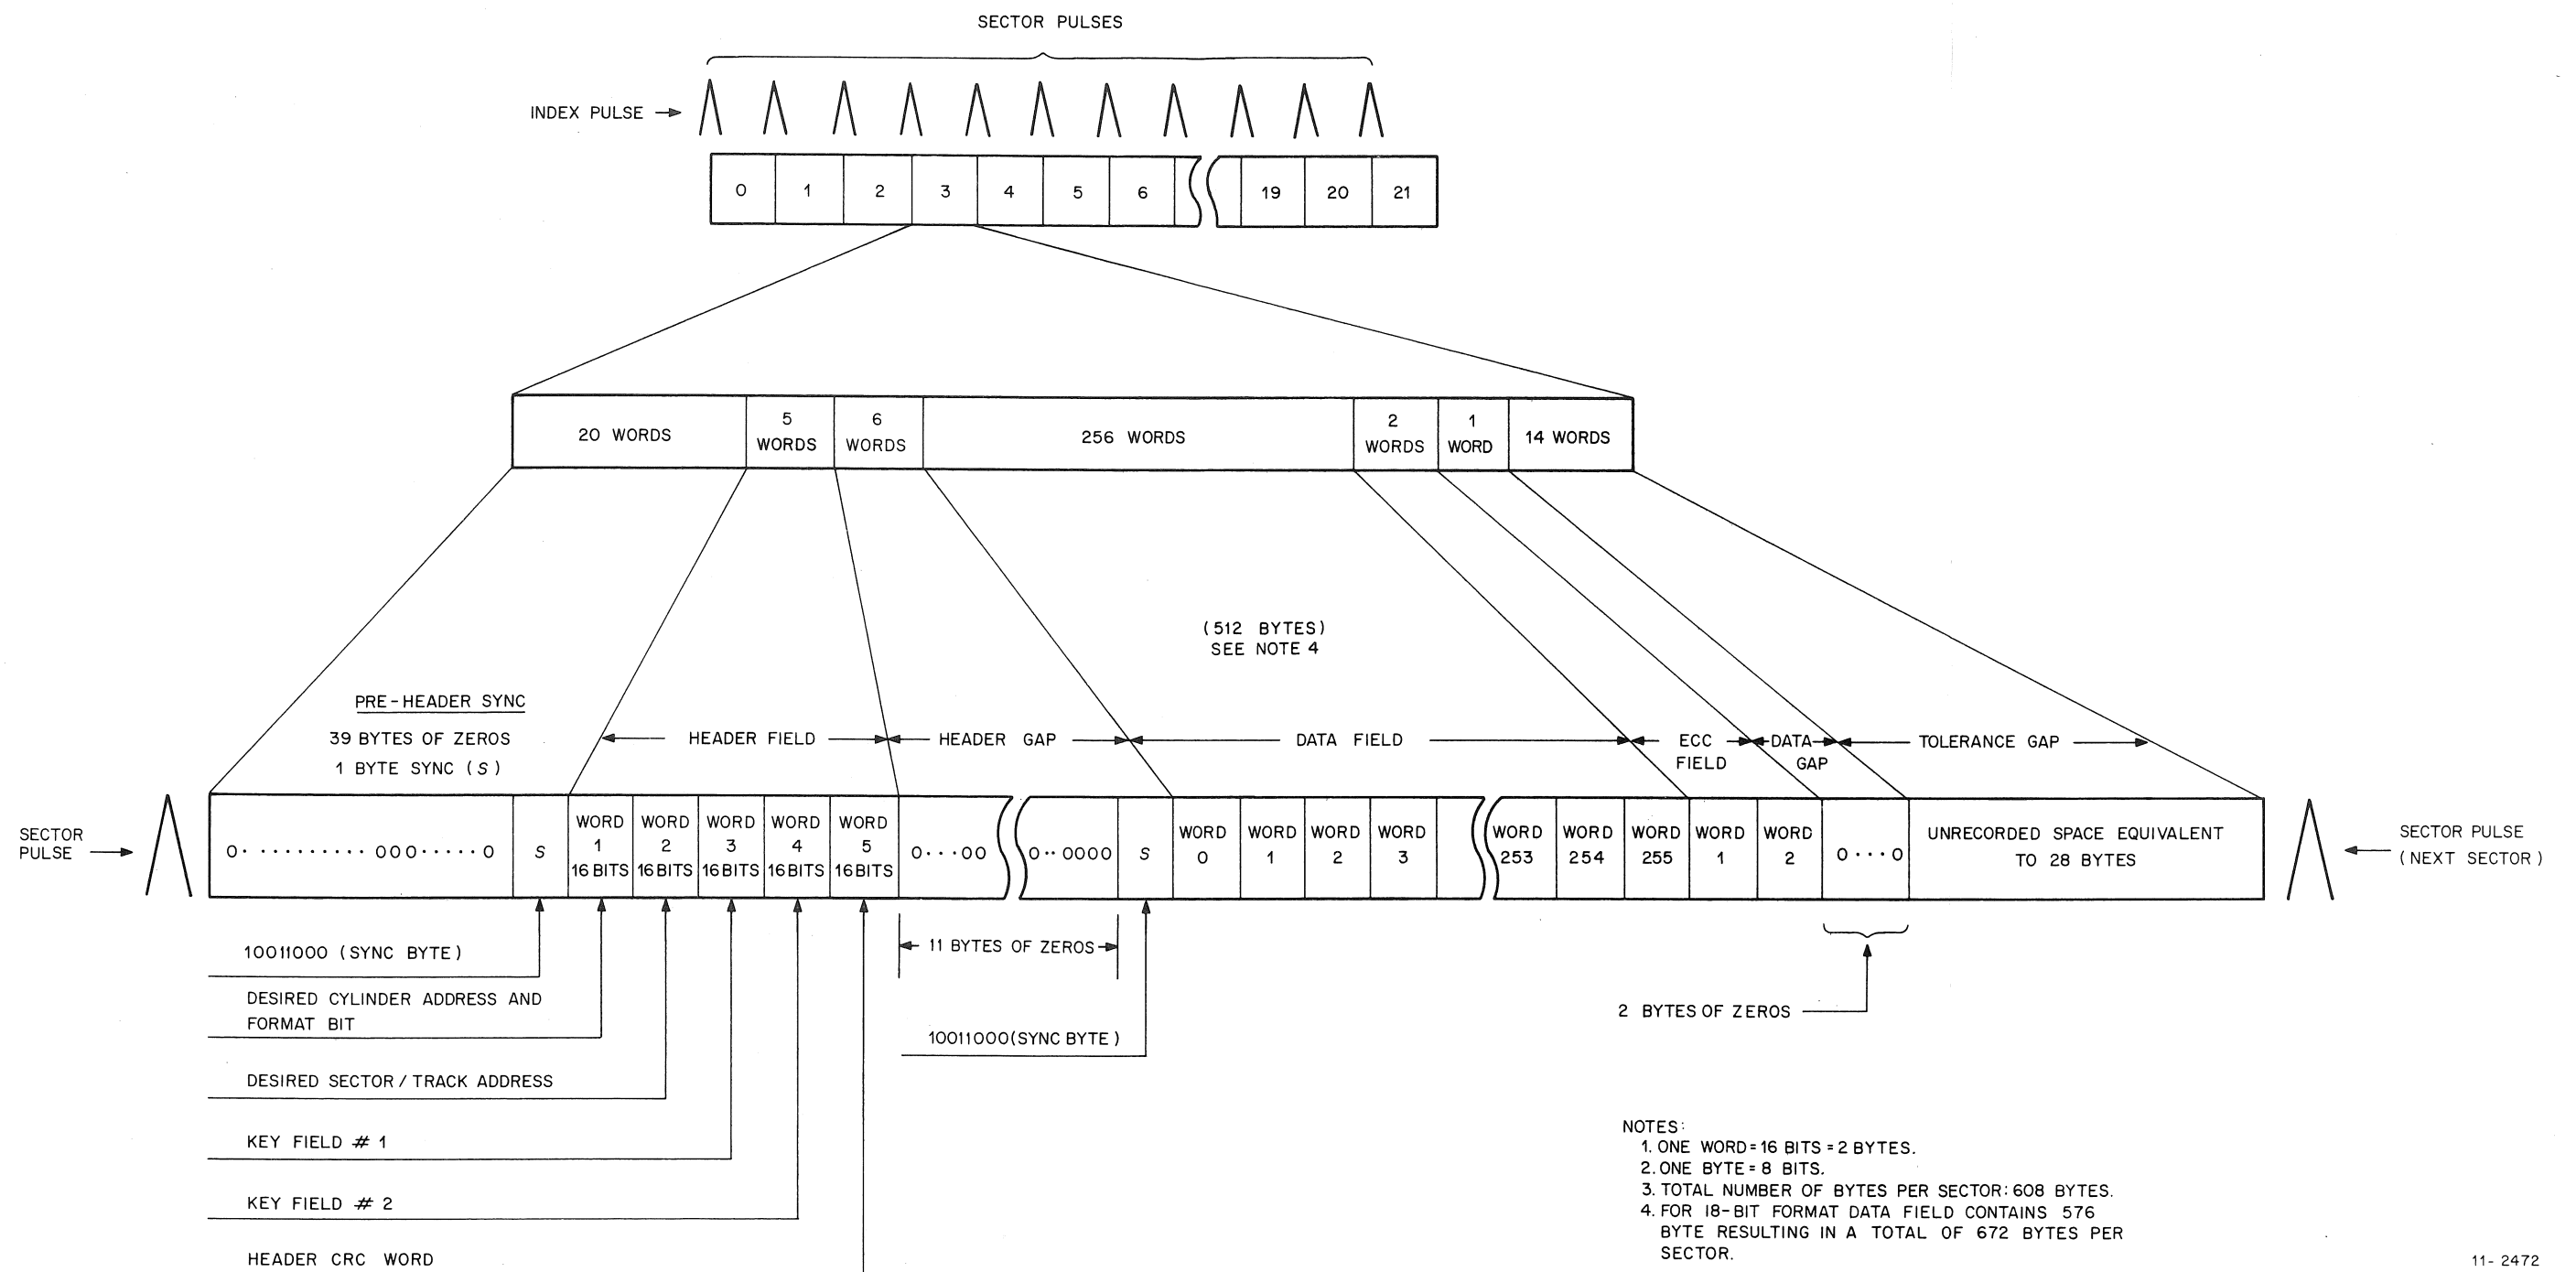 SECTOR PULSES
INDEX PULSE
0 1 2 3 4 5 6 19 20 21
20 WORDS
5 WORDS
6 WORDS
256 WORDS
2 WORDS
1 WORD
14 WORDS
(512 BYTES)
SEE NOTE 4
PRE-HEADER SYNC
39 BYTES OF ZEROS
1 BYTE SYNC (S)
HEADER FIELD
HEADER GAP
DATA FIELD
ECC FIELD
DATA GAP
TOLERANCE GAP
SECTOR
PULSE
0· ·········· 000·····0
S
WORD
1
16 BITS
WORD
2
16 BITS
WORD
3
16 BITS
WORD
4
16 BITS
WORD
5
16 BITS
0···00
0··0000
S
WORD
0
WORD
1
WORD
2
WORD
3
WORD
253
WORD
254
WORD
255
WORD
1
WORD
2
0···0
UNRECORDED SPACE EQUIVALENT
TO 28 BYTES
SECTOR PULSE
(NEXT SECTOR)
10011000 (SYNC BYTE)
DESIRED CYLINDER ADDRESS AND
FORMAT BIT
DESIRED SECTOR / TRACK ADDRESS
KEY FIELD # 1
KEY FIELD # 2
HEADER CRC WORD
11 BYTES OF ZEROS
10011000(SYNC BYTE)
2 BYTES OF ZEROS
NOTES:
1. ONE WORD = 16 BITS = 2 BYTES.
2. ONE BYTE = 8 BITS.
3. TOTAL NUMBER OF BYTES PER SECTOR: 608 BYTES.
4. FOR 18-BIT FORMAT DATA FIELD CONTAINS 576
BYTE RESULTING IN A TOTAL OF 672 BYTES PER
SECTOR.
11-2472